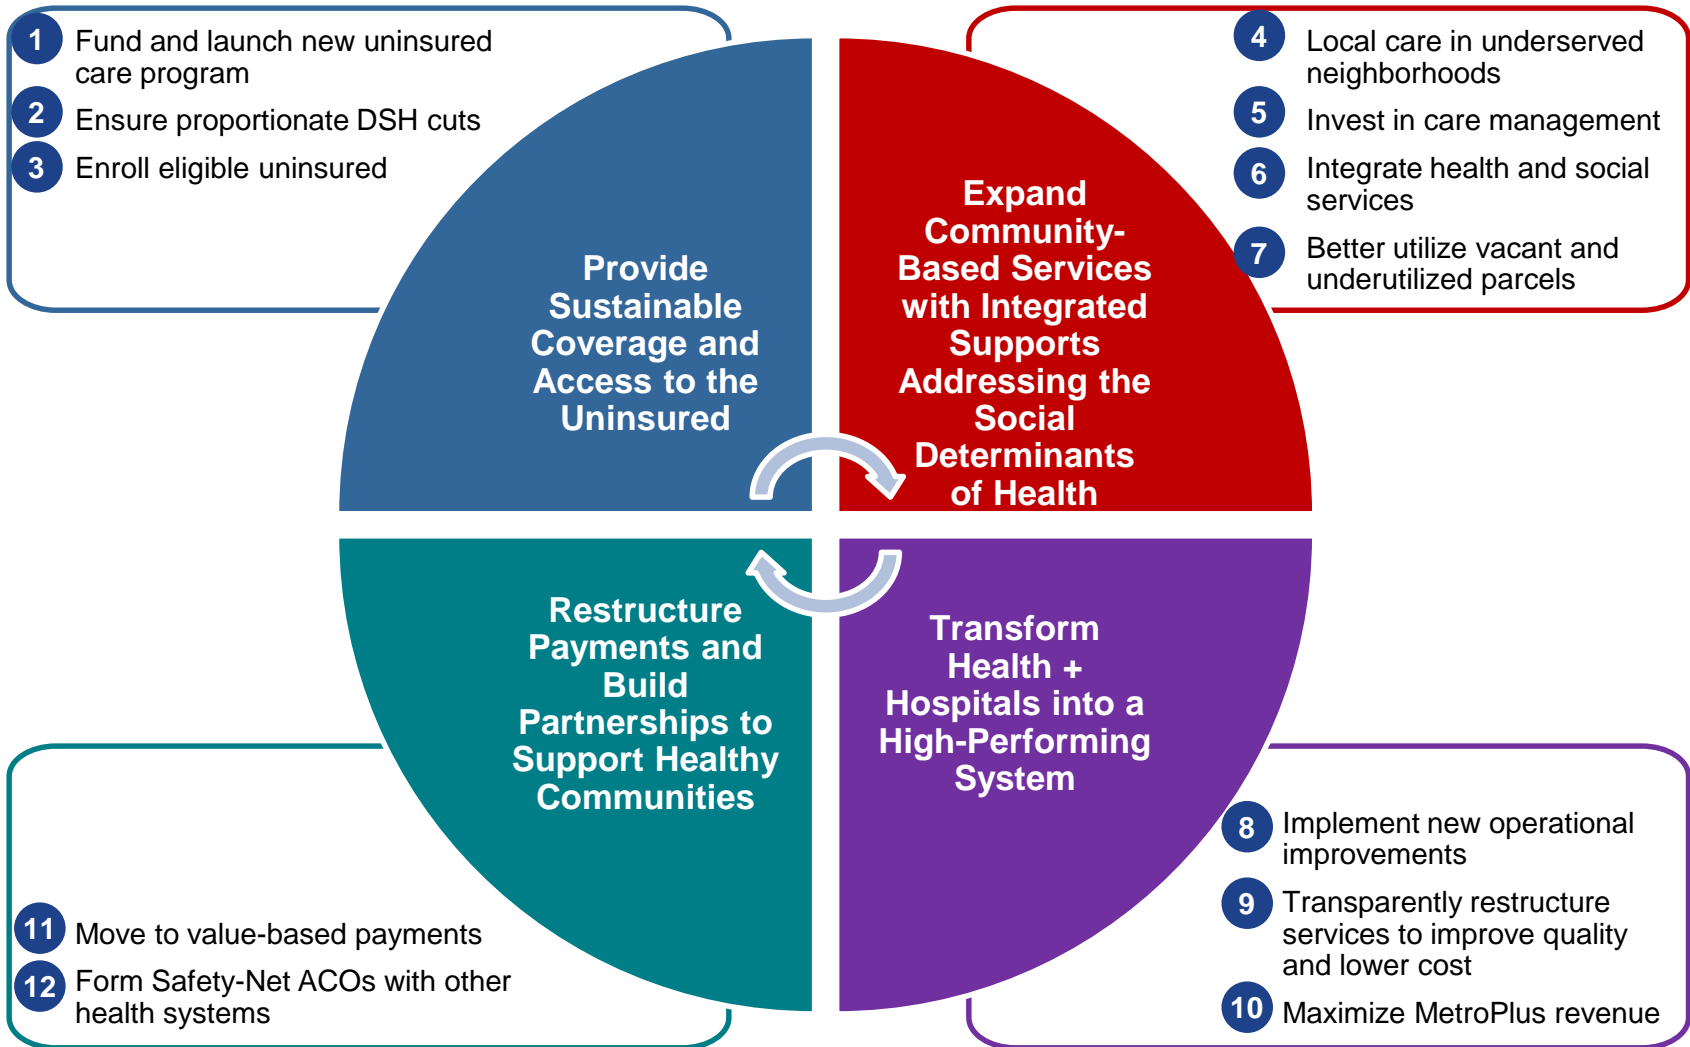 1
Fund and launch new uninsured
care program
2
Ensure proportionate DSH cuts
3
Enroll eligible uninsured
Provide
Sustainable
Coverage and
Access to the
Uninsured
4
Local care in underserved
neighborhoods
5
Invest in care management
6
Integrate health and social
services
7
Better utilize vacant and
underutilized parcels
Expand
Community-
Based Services
with Integrated
Supports
Addressing the
Social
Determinants
of Health
Transform
Health +
Hospitals into a
High-Performing
System
8
Implement new operational
improvements
9
Transparently restructure
services to improve quality
and lower cost
10
Maximize MetroPlus revenue
Restructure
Payments and
Build
Partnerships to
Support Healthy
Communities
11
Move to value-based payments
12
Form Safety-Net ACOs with other
health systems